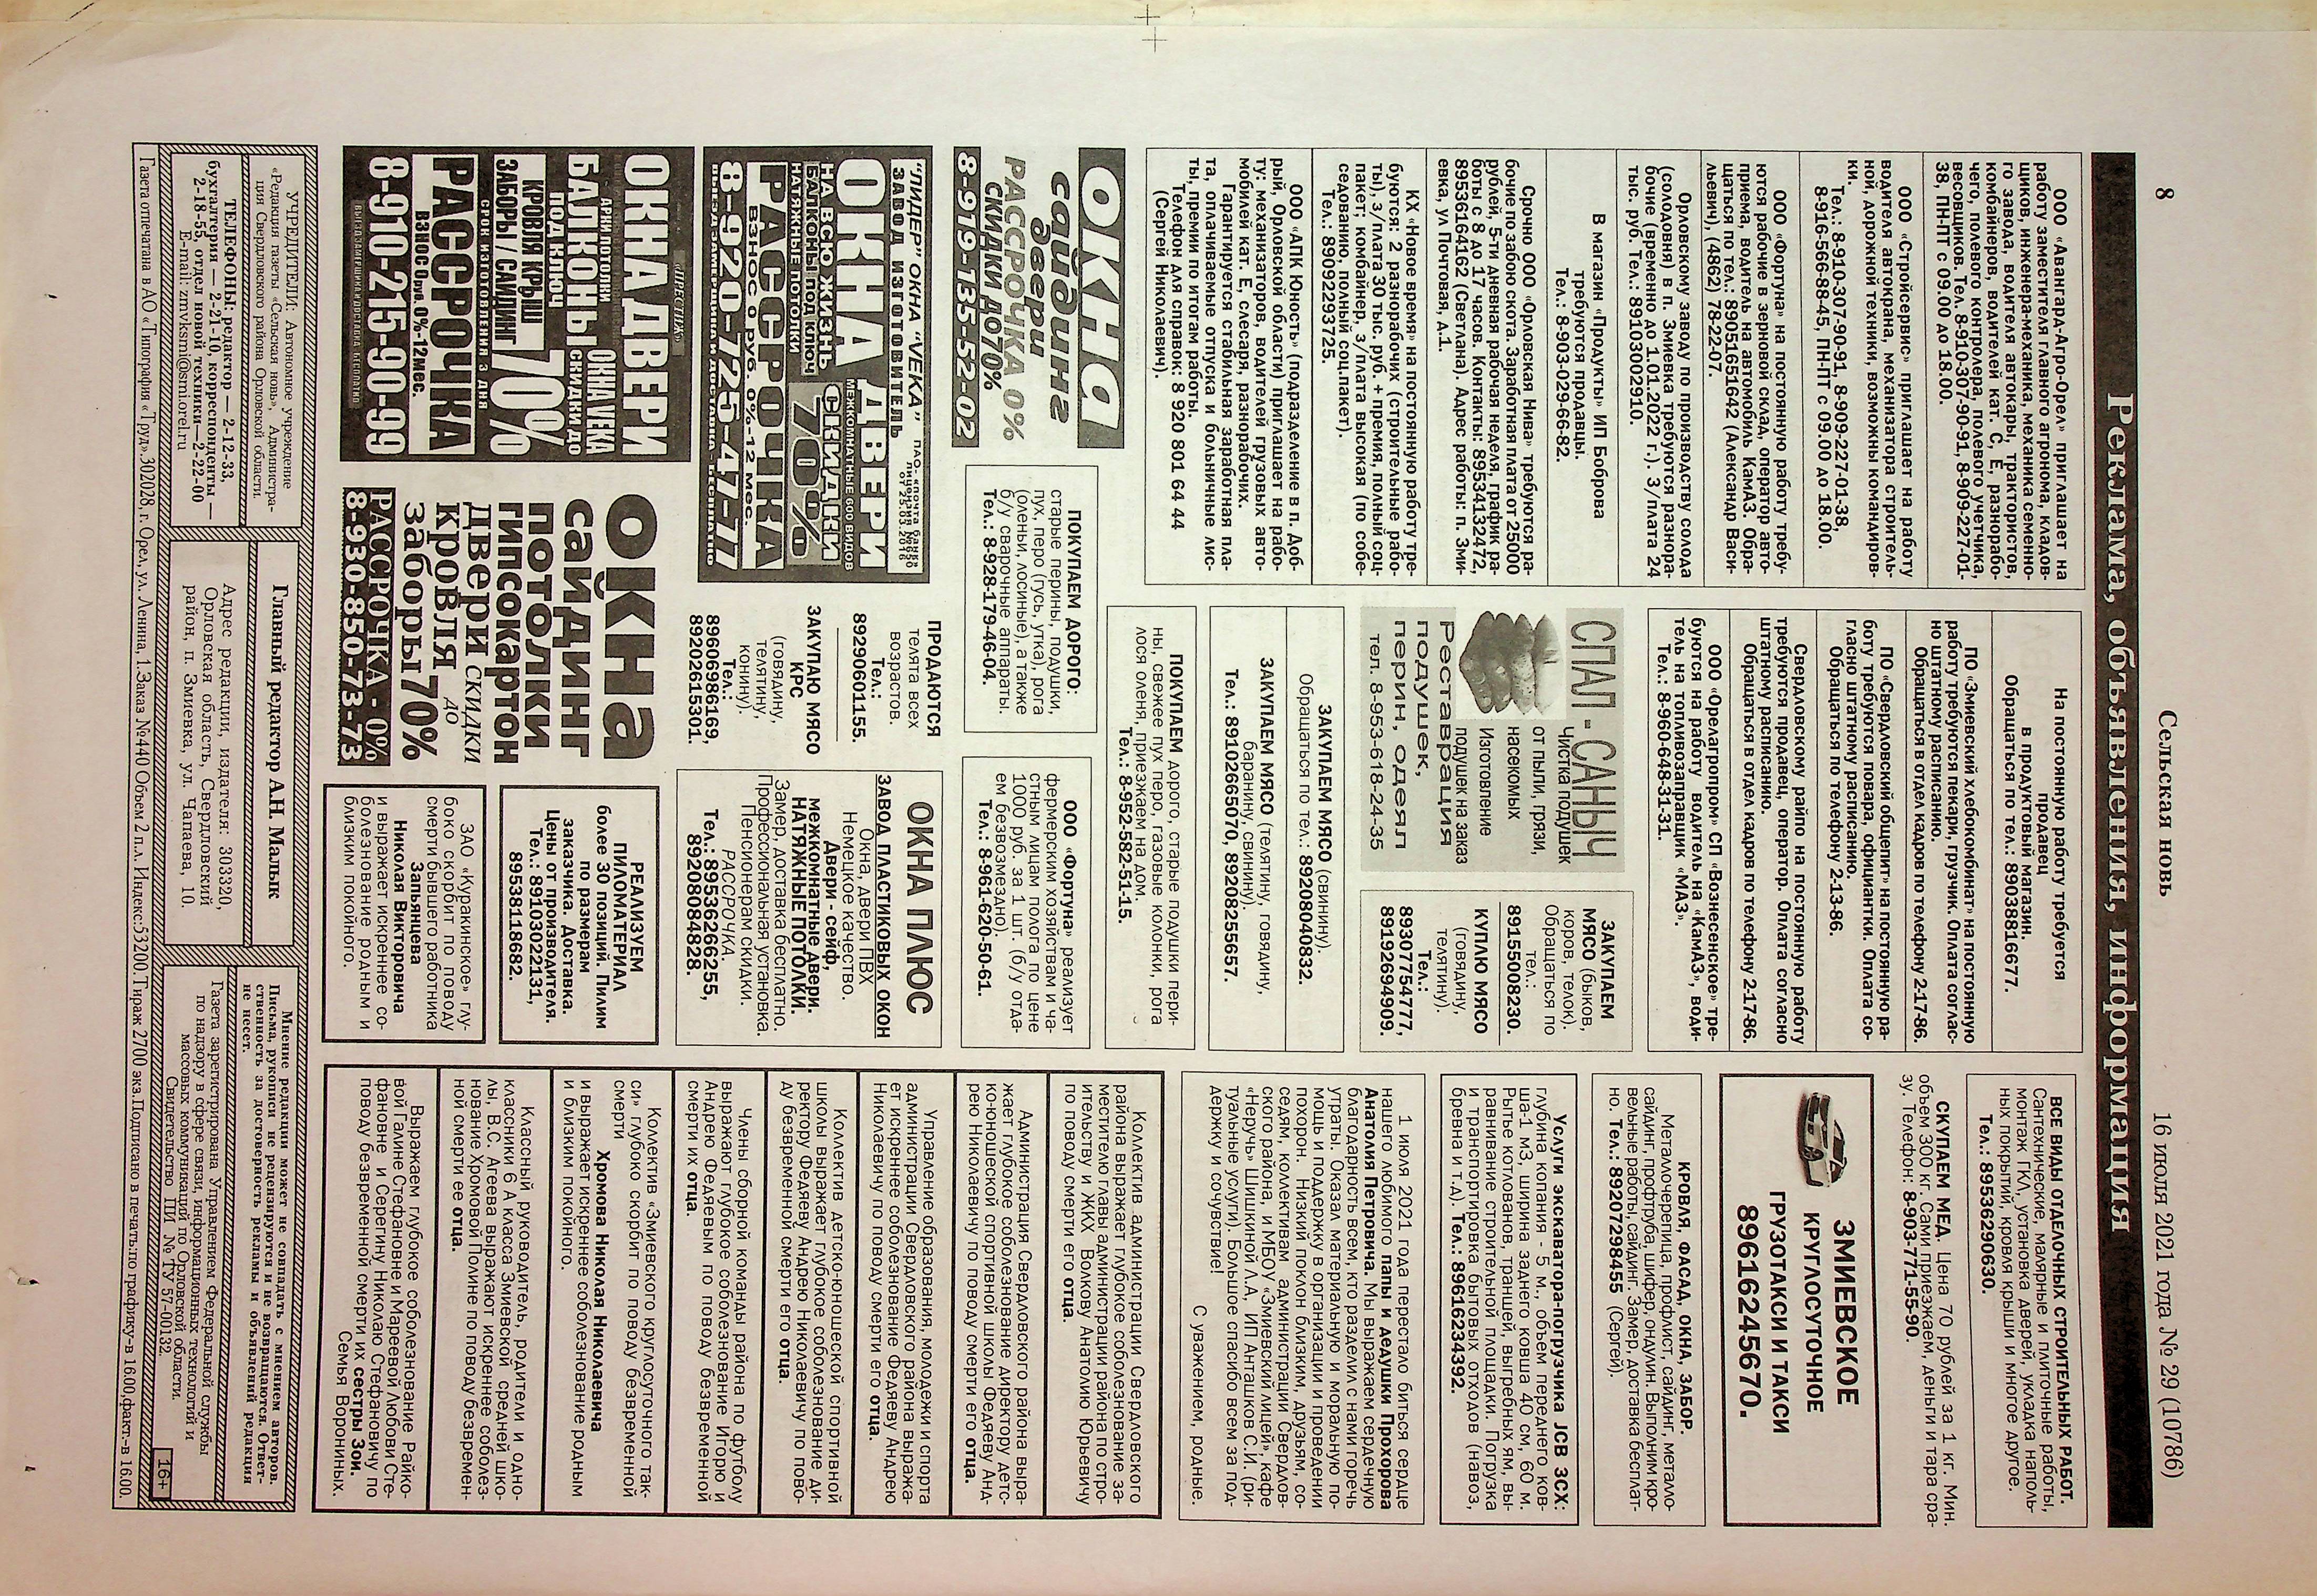 8
Сельская новь
16 июля 2021 года № 29 (10786)
Реклама, объявления, информация
ООО «Авангард-Агро-Орел» приглашает на
работу заместителя главного агронома, кладов-
щиков, инженера-механика, механика семенно-
го завода, водителя автокары, трактористов,
комбайнеров, водителей кат. С, Е, разнорабо-
чего, полевого контролера, полевого учетчика,
весовщиков. Тел. 8-910-307-90-91, 8-909-227-01-
38, ПН-ПТ с 09.00 до 18.00.
ООО «Стройсервис» приглашает на работу
водителя автокрана, механизатора строитель-
ной, дорожной техники, возможны командиров-
ки.
Тел.: 8-910-307-90-91, 8-909-227-01-38,
8-916-566-88-45, ПН-ПТ с 09.00 до 18.00.
ООО «Фортуна» на постоянную работу требу-
ются рабочие в зерновой склад, оператор авто-
приема, водитель на автомобиль КамАЗ. Обра-
щаться по тел.: 89051651642 (Александр Васи-
льевич), (4862) 78-22-07.
Орловскому заводу по производству солода
(солодовня) в п. Змиевка требуются разнора-
бочие (временно до 1.01.2022 г.). З/плата 24
тыс. руб. Тел.: 89103002910.
В магазин «Продукты» ИП Боброва
требуются продавцы.
Тел.: 8-903-029-66-82.
Срочно ООО «Орловская Нива» требуются ра-
бочие по забою скота. Заработная плата от 25000
рублей, 5-ти дневная рабочая неделя, график ра-
боты с 8 до 17 часов. Контакты: 89534132472,
89536164162 (Светлана). Адрес работы: п. Зми-
евка, ул Почтовая, д.1.
КХ «Новое время» на постоянную работу тре-
буются: 2 разнорабочих (строительные рабо-
ты), з/плата 30 тыс. руб. + премия, полный соц-
пакет; комбайнер, з/плата высокая (по собе-
седованию, полный соц.пакет).
Тел.: 89092293725.
ООО «АПК Юность» (подразделение в п. Доб-
рый, Орловской области) приглашает на рабо-
ту: механизаторов, водителей грузовых авто-
мобилей кат. Е, слесаря, разнорабочих.
Гарантируется стабильная заработная пла-
та, оплачиваемые отпуска и больничные лис-
ты, премии по итогам работы.
Телефон для справок: 8 920 801 64 44
(Сергей Николаевич).
окна
сайдинг
двери
РАССРОЧКА 0%
СКИДКИ ДО70%
8-919-135-52-02
"ЛИДЕР" ОКНА "VEKA"
ЗАВОД ИЗГОТОВИТЕЛЬ
ОКНА ДВЕРИ
МЕЖКОМНАТНЫЕ 600 ВИДОВ
НА ВСЮ ЖИЗНЬ
БАЛКОНЫ ПОД КЛЮЧ
НАТЯЖНЫЕ ПОТОЛКИ
СКИДКИ
70%
РАССРОЧКА
ВЗНОС 0 РУБ. 0%-12 МЕС.
8-920-725-47-77
«ПРЕСТИЖ»
ОКНА ДВЕРИ
АРКИ ПОТОЛКИ
БАЛКОНЫ
ПОД КЛЮЧ
ОКНА VEKA
СКИДКИ ДО
70%
КРОВЛЯ КРЫШ
ЗАБОРЫ / САЙДИНГ
СРОК ИЗГОТОВЛЕНИЯ 3 ДНЯ
РАССРОЧКА
ВЗНОС 0руб. 0%-12мес.
8-910-215-90-99
На постоянную работу требуется
продавец
в продуктовый магазин.
Обращаться по тел.: 89038816677.
ПО «Змиевский хлебокомбинат» на постоянную
работу требуются пекари, грузчик. Оплата соглас-
но штатному расписанию.
Обращаться в отдел кадров по телефону 2-17-86.
ПО «Свердловский общепит» на постоянную ра-
боту требуются повара, официантки. Оплата со-
гласно штатному расписанию.
Обращаться по телефону 2-13-86.
Свердловскому райпо на постоянную работу
требуются продавец, оператор. Оплата согласно
штатному расписанию.
Обращаться в отдел кадров по телефону 2-17-86.
ООО «Орелагропром» СП «Вознесенское» тре-
буются на работу водитель на «КамАЗ», води-
тель на топливозаправщик «МАЗ».
Тел.: 8-960-648-31-31.
СПАЛ - САНЫЧ
Чистка подушек
от пыли, грязи,
насекомых
Изготовление
подушек на заказ
Реставрация
подушек,
перин, одеял
тел. 8-953-618-24-35
ЗАКУПАЕМ
МЯСО (быков,
коров, телок).
Обращаться по
тел.:
89155008230.
КУПЛЮ МЯСО
(говядину,
телятину).
Тел.:
89307754777,
89192694909.
ЗАКУПАЕМ МЯСО (свинину).
Обращаться по тел.: 89208040832.
ЗАКУПАЕМ МЯСО (телятину, говядину,
баранину, свинину).
Тел.: 89102665070, 89208255657.
ПОКУПАЕМ дорого, старые подушки пери-
ны, свежее пух перо, газовые колонки, рога
лося оленя, приезжаем на дом.
Тел.: 8-952-582-51-15.
ПОКУПАЕМ ДОРОГО:
старые перины, подушки,
пух, перо (гусь, утка), рога
(оленьи, лосиные), а также
б/у сварочные аппараты.
Тел.: 8-928-179-46-04.
ООО «Фортуна» реализует
фермерским хозяйствам и ча-
стным лицам полога по цене
1000 руб. за 1 шт. (б/у отда-
ем безвозмездно).
Тел.: 8-961-620-50-61.
ПРОДАЮТСЯ
телята всех
возрастов.
Тел.:
89290601155.
ЗАКУПАЮ МЯСО
КРС
(говядину,
телятину,
конину).
Тел.:
89606986169,
89202615301.
ОКНА ПЛЮС
ЗАВОД ПЛАСТИКОВЫХ ОКОН
Окна, двери ПВХ
Немецкое качество.
Двери - сейф,
межкомнатные двери.
НАТЯЖНЫЕ ПОТОЛКИ.
Замер, доставка бесплатно.
Профессиональная установка.
Пенсионерам скидки.
РАССРОЧКА.
Тел.: 89536266255,
89208084828.
окна
сайдинг
потолки
гипсокартон
двери СКИДКИ
кровля ДО
заборы 70%
РАССРОЧКА - 0%
8-930-850-73-73
РЕАЛИЗУЕМ
ПИЛОМАТЕРИАЛ
более 30 позиций. Пилим
по размерам
заказчика. Доставка.
Цены от производителя.
Тел.: 89103022131,
89538118682.
ЗАО «Куракинское» глу-
боко скорбит по поводу
смерти бывшего работника
Запьянцева
Николая Викторовича
и выражает искреннее со-
болезнование родным и
близким покойного.
ВСЕ ВИДЫ ОТДЕЛОЧНЫХ СТРОИТЕЛЬНЫХ РАБОТ.
Сантехнические, малярные и плиточные работы,
монтаж ГКЛ, установка дверей, укладка наполь-
ных покрытий, кровля крыши и многое другое.
Тел.: 89536290630.
СКУПАЕМ МЕД. Цена 70 рублей за 1 кг. Мин.
объем 300 кг. Сами приезжаем, деньги и тара сра-
зу. Телефон: 8-903-771-55-90.
ЗМИЕВСКОЕ
КРУГЛОСУТОЧНОЕ
ГРУЗОТАКСИ И ТАКСИ
89616245670.
КРОВЛЯ, ФАСАД, ОКНА, ЗАБОР.
Металлочерепица, профлист, сайдинг, металло-
сайдинг, профтруба, шифер, ондулин. Выполним кро-
вельные работы, сайдинг. Замер, доставка бесплат-
но. Тел.: 89207298455 (Сергей).
Услуги экскаватора-погрузчика JCB 3CX:
глубина копания - 5 м., объем переднего ков-
ша-1 м3, ширина заднего ковша 40 см, 60 м.
Рытье котлованов, траншей, выгребных ям, вы-
равнивание строительной площадки. Погрузка
и транспортировка бытовых отходов (навоз,
бревна и т.д.). Тел.: 89616234392.
1 июля 2021 года перестало биться сердце
нашего любимого папы и дедушки Прохорова
Анатолия Петровича. Мы выражаем сердечную
благодарность всем, кто разделил с нами горечь
утраты. Оказал материальную и моральную по-
мощь и поддержку в организации и проведении
похорон. Низкий поклон близким, друзьям, со-
седям, коллективам администрации Свердлов-
ского района, и МБОУ «Змиевский лицей», кафе
«Неручь» Шишкиной Л.А, ИП Анташков С.И. (ри-
туальные услуги). Большое спасибо всем за под-
держку и сочувствие!
С уважением, родные.
Коллектив администрации Свердловского
района выражает глубокое соболезнование за-
местителю главы администрации района по стро-
ительству и ЖКХ Волкову Анатолию Юрьевичу
по поводу смерти его отца.
Администрация Свердловского района выра-
жает глубокое соболезнование директору детс-
ко-юношеской спортивной школы Федяеву Анд-
рею Николаевичу по поводу смерти его отца.
Управление образования, молодежи и спорта
администрации Свердловского района выража-
ет искреннее соболезнование Федяеву Андрею
Николаевичу по поводу смерти его отца.
Коллектив детско-юношеской спортивной
школы выражает глубокое соболезнование ди-
ректору Федяеву Андрею Николаевичу по пово-
ду безвременной смерти его отца.
Члены сборной команды района по футболу
выражают глубокое соболезнование Игорю и
Андрею Федяевым по поводу безвременной
смерти их отца.
Коллектив «Змиевского круглосуточного так-
си» глубоко скорбит по поводу безвременной
смерти
Хромова Николая Николаевича
и выражает искреннее соболезнование родным
и близким покойного.
Классный руководитель, родители и одно-
классники 6 А класса Змиевской средней шко-
лы, В.С. Агеева выражают искреннее соболез-
нование Хромовой Полине по поводу безвремен-
ной смерти ее отца.
Выражаем глубокое соболезнование Райко-
вой Галине Стефановне и Мареевой Любови Сте-
фановне и Серегину Николаю Стефановичу по
поводу безвременной смерти их сестры Зои.
Семья Ворониных.
УЧРЕДИТЕЛИ: Автономное учреждение
«Редакция газеты «Сельская новь», Администра-
ция Свердловского района Орловской области.
ТЕЛЕФОНЫ: редактор — 2-12-33,
бухгалтерия — 2-21-10, корреспонденты —
2-18-55, отдел новой техники—2-22-00
E-mail: znvksmi@smiorel.ru
Главный редактор А.Н. Малык
Адрес редакции, издателя: 303320,
Орловская область, Свердловский
район, п. Змиевка, ул. Чапаева, 10.
Мнение редакции может не совпадать с мнением авторов.
Письма, рукописи не рецензируются и не возвращаются. Ответ-
ственность за достоверность рекламы и объявлений редакция
не несет.
Газета зарегистрирована Управлением Федеральной службы
по надзору в сфере связи, информационных технологий и
массовых коммуникаций по Орловской области.
Свидетельство ПИ № ТУ 57-00132.
16+
Газета отпечатана в АО «Типография «Труд».302028, г. Орел, ул. Ленина, 1.Заказ №440 Объем 2 п.л. Индекс:53200. Тираж 2700 экз.Подписано в печать:по графику-в 16.00,факт.-в 16.00.